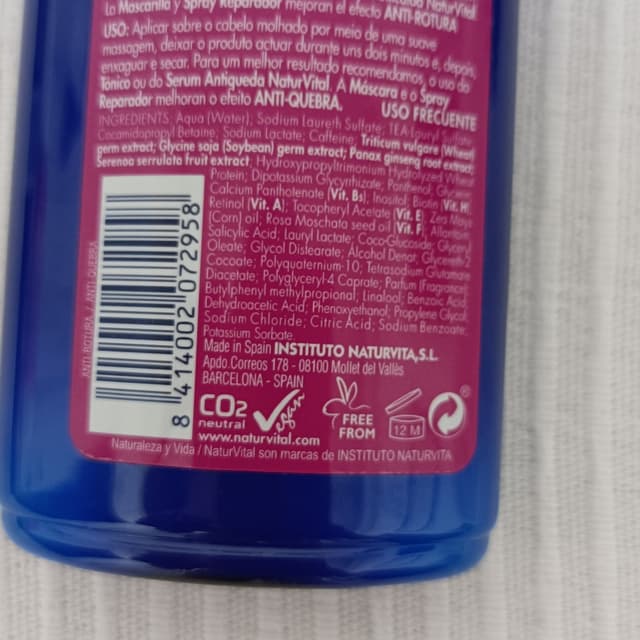 La Mascarilla y Spray Reparador mejoran el efecto ANTI-ROTURA
USO: Aplicar sobre o cabelo molhado por meio de uma suave
massagem, deixar o produto actuar durante uns dois minutos e, depois,
enxaguar e secar. Para um melhor resultado recomendamos, o uso do
Tónico ou do Serum Antiqueda NaturVital. A Máscara e o Spray
Reparador melhoran o efeito ANTI-QUEBRA. USO FRECUENTE
INGREDIENTS: Aqua (Water), Sodium Laureth Sulfate, TEA-Lauryl Sulfate,
Cocamidopropyl Betaine; Sodium Lactate; Caffeine; Triticum vulgare (Wheat)
germ extract; Glycine soja (Soybean) germ extract; Panax ginseng root extract;
Serenoa serrulata fruit extract, Hydroxypropyltrimonium Hydrolyzed Wheat
Protein; Dipotassium Glycyrrhizate, Panthenol;
Calcium Pantothenate (Vit. B5), Inositol; Biotin (Vit. H),
Retinol (Vit. A); Tocopheryl Acetate (Vit. E); Zea Mays
(Corn) oil; Rosa Moschata seed oil (Vit. F); Allantoin;
Salicylic Acid; Lauryl Lactate; Coco-Glucoside; Glyceryl
Oleate; Glycol Distearate; Alcohol Denat; Glycereth-2
Cocoate; Polyquaternium-10; Tetrasodium Glutamate
Diacetate; Polyglyceryl-4 Caprate; Parfum (Fragrance)
Butylphenyl methylpropional; Linalool; Benzoic Acid
Dehydroacetic Acid; Phenoxyethanol; Propylene Glycol
Sodium Chloride; Citric Acid; Sodium Benzoate;
Potassium Sorbate.
Made in Spain INSTITUTO NATURVITA, S.L.
Apdo.Correos 178 - 08100 Mollet del Vallès
BARCELONA - SPAIN
ANTI-ROTURA / ANTI-QUEBRA
8 414002 072958
CO2
neutral
Vegan
FREE
FROM
12 M
®
www.naturvital.com
Naturaleza y Vida / NaturVital son marcas de INSTITUTO NATURVITA